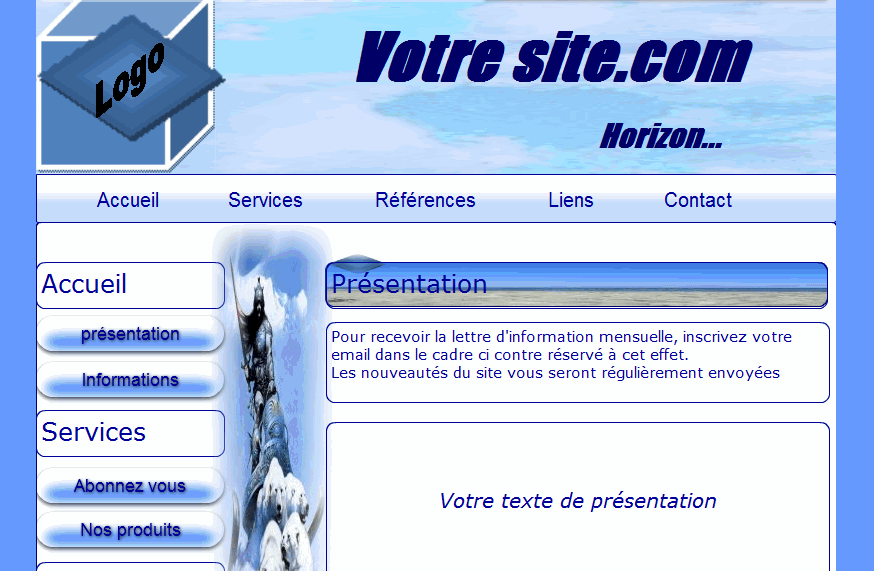 Logo
Votre site.com
Horizon...
Accueil
Services
Références
Liens
Contact
Accueil
présentation
Informations
Services
Abonnez vous
Nos produits
Présentation
Pour recevoir la lettre d'information mensuelle, inscrivez votre
email dans le cadre ci contre réservé à cet effet.
Les nouveautés du site vous seront régulièrement envoyées
Votre texte de présentation